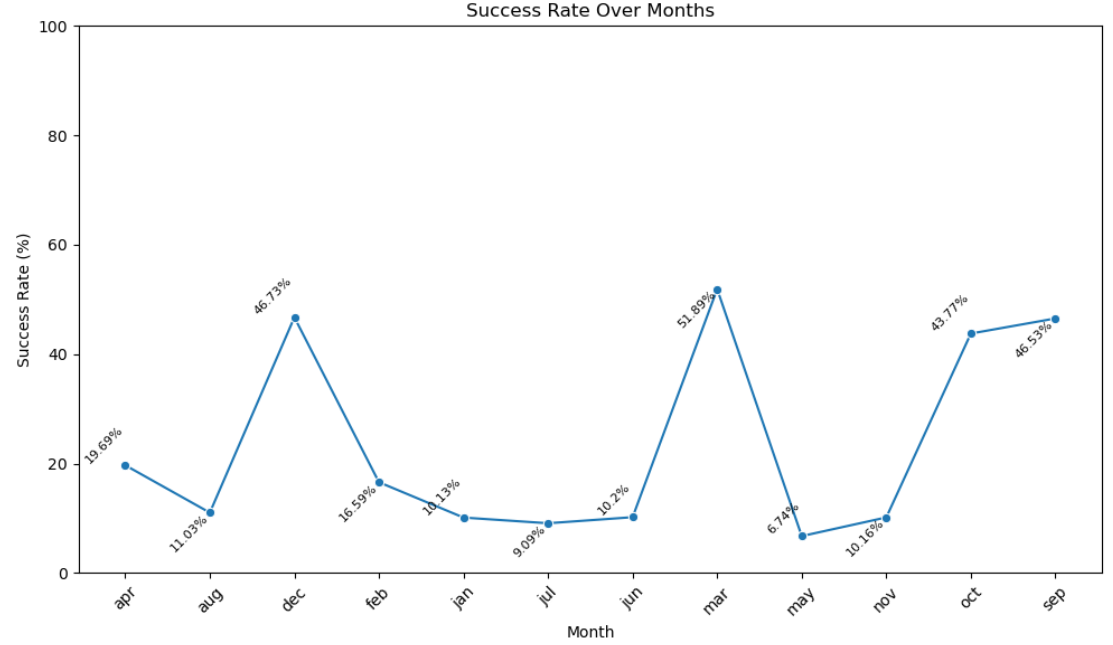 Success Rate Over Months
100
80
60
40
20
0
Success Rate (%)
19.69%
11.03%
46.73%
16.59%
10.13%
9.09%
10.2%
51.89%
6.74%
10.16%
43.77%
46.53%
apr
aug
dec
feb
jan
jul
jun
mar
may
nov
oct
sep
Month